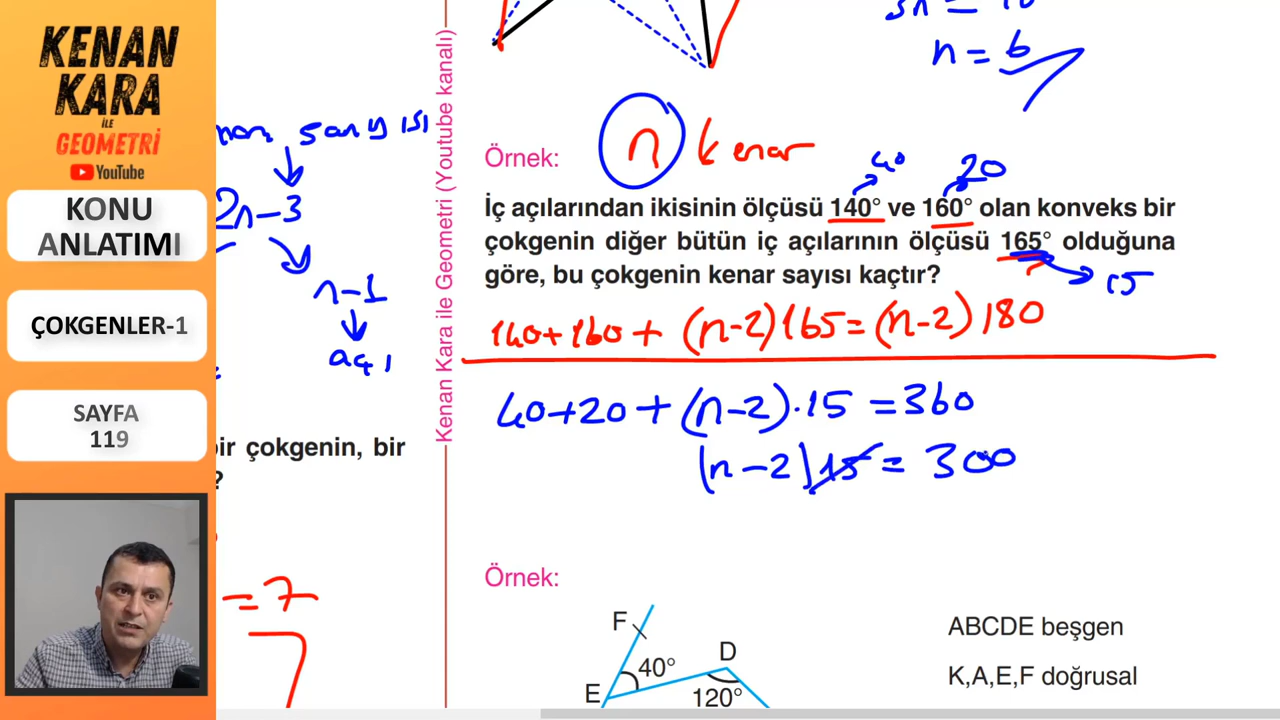 KENAN
KARA
İLE
GEOMETRİ
YouTube
KONU
ANLATIMI
ÇOKGENLER-1
SAYFA
119
sayısı
2n-3
n-1
açı
bir çokgenin, bir
?
= 7
Kenan Kara ile Geometri (Youtube kanalı)
n = 6
Örnek:
n kenar
40
20
İç açılarından ikisinin ölçüsü 140° ve 160° olan konveks bir
çokgenin diğer bütün iç açılarının ölçüsü 165° olduğuna
göre, bu çokgenin kenar sayısı kaçtır?
15
140+160+(n-2)165=(n-2)180
40+20+(n-2).15=360
(n-2)15=300
Örnek:
F
D
40°
E
120°
ABCDE beşgen
K,A,E,F doğrusal